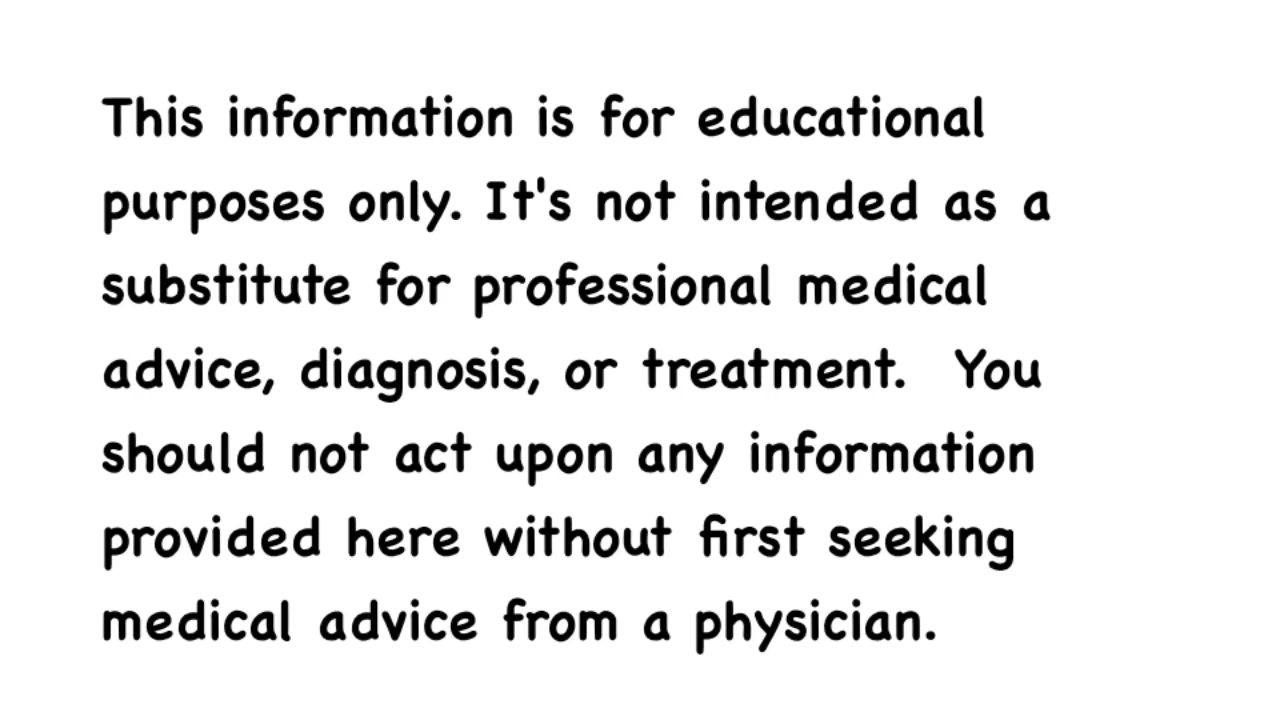 This information is for educational
purposes only. It's not intended as a
substitute for professional medical
advice, diagnosis, or treatment.  You
should not act upon any information
provided here without first seeking
medical advice from a physician.